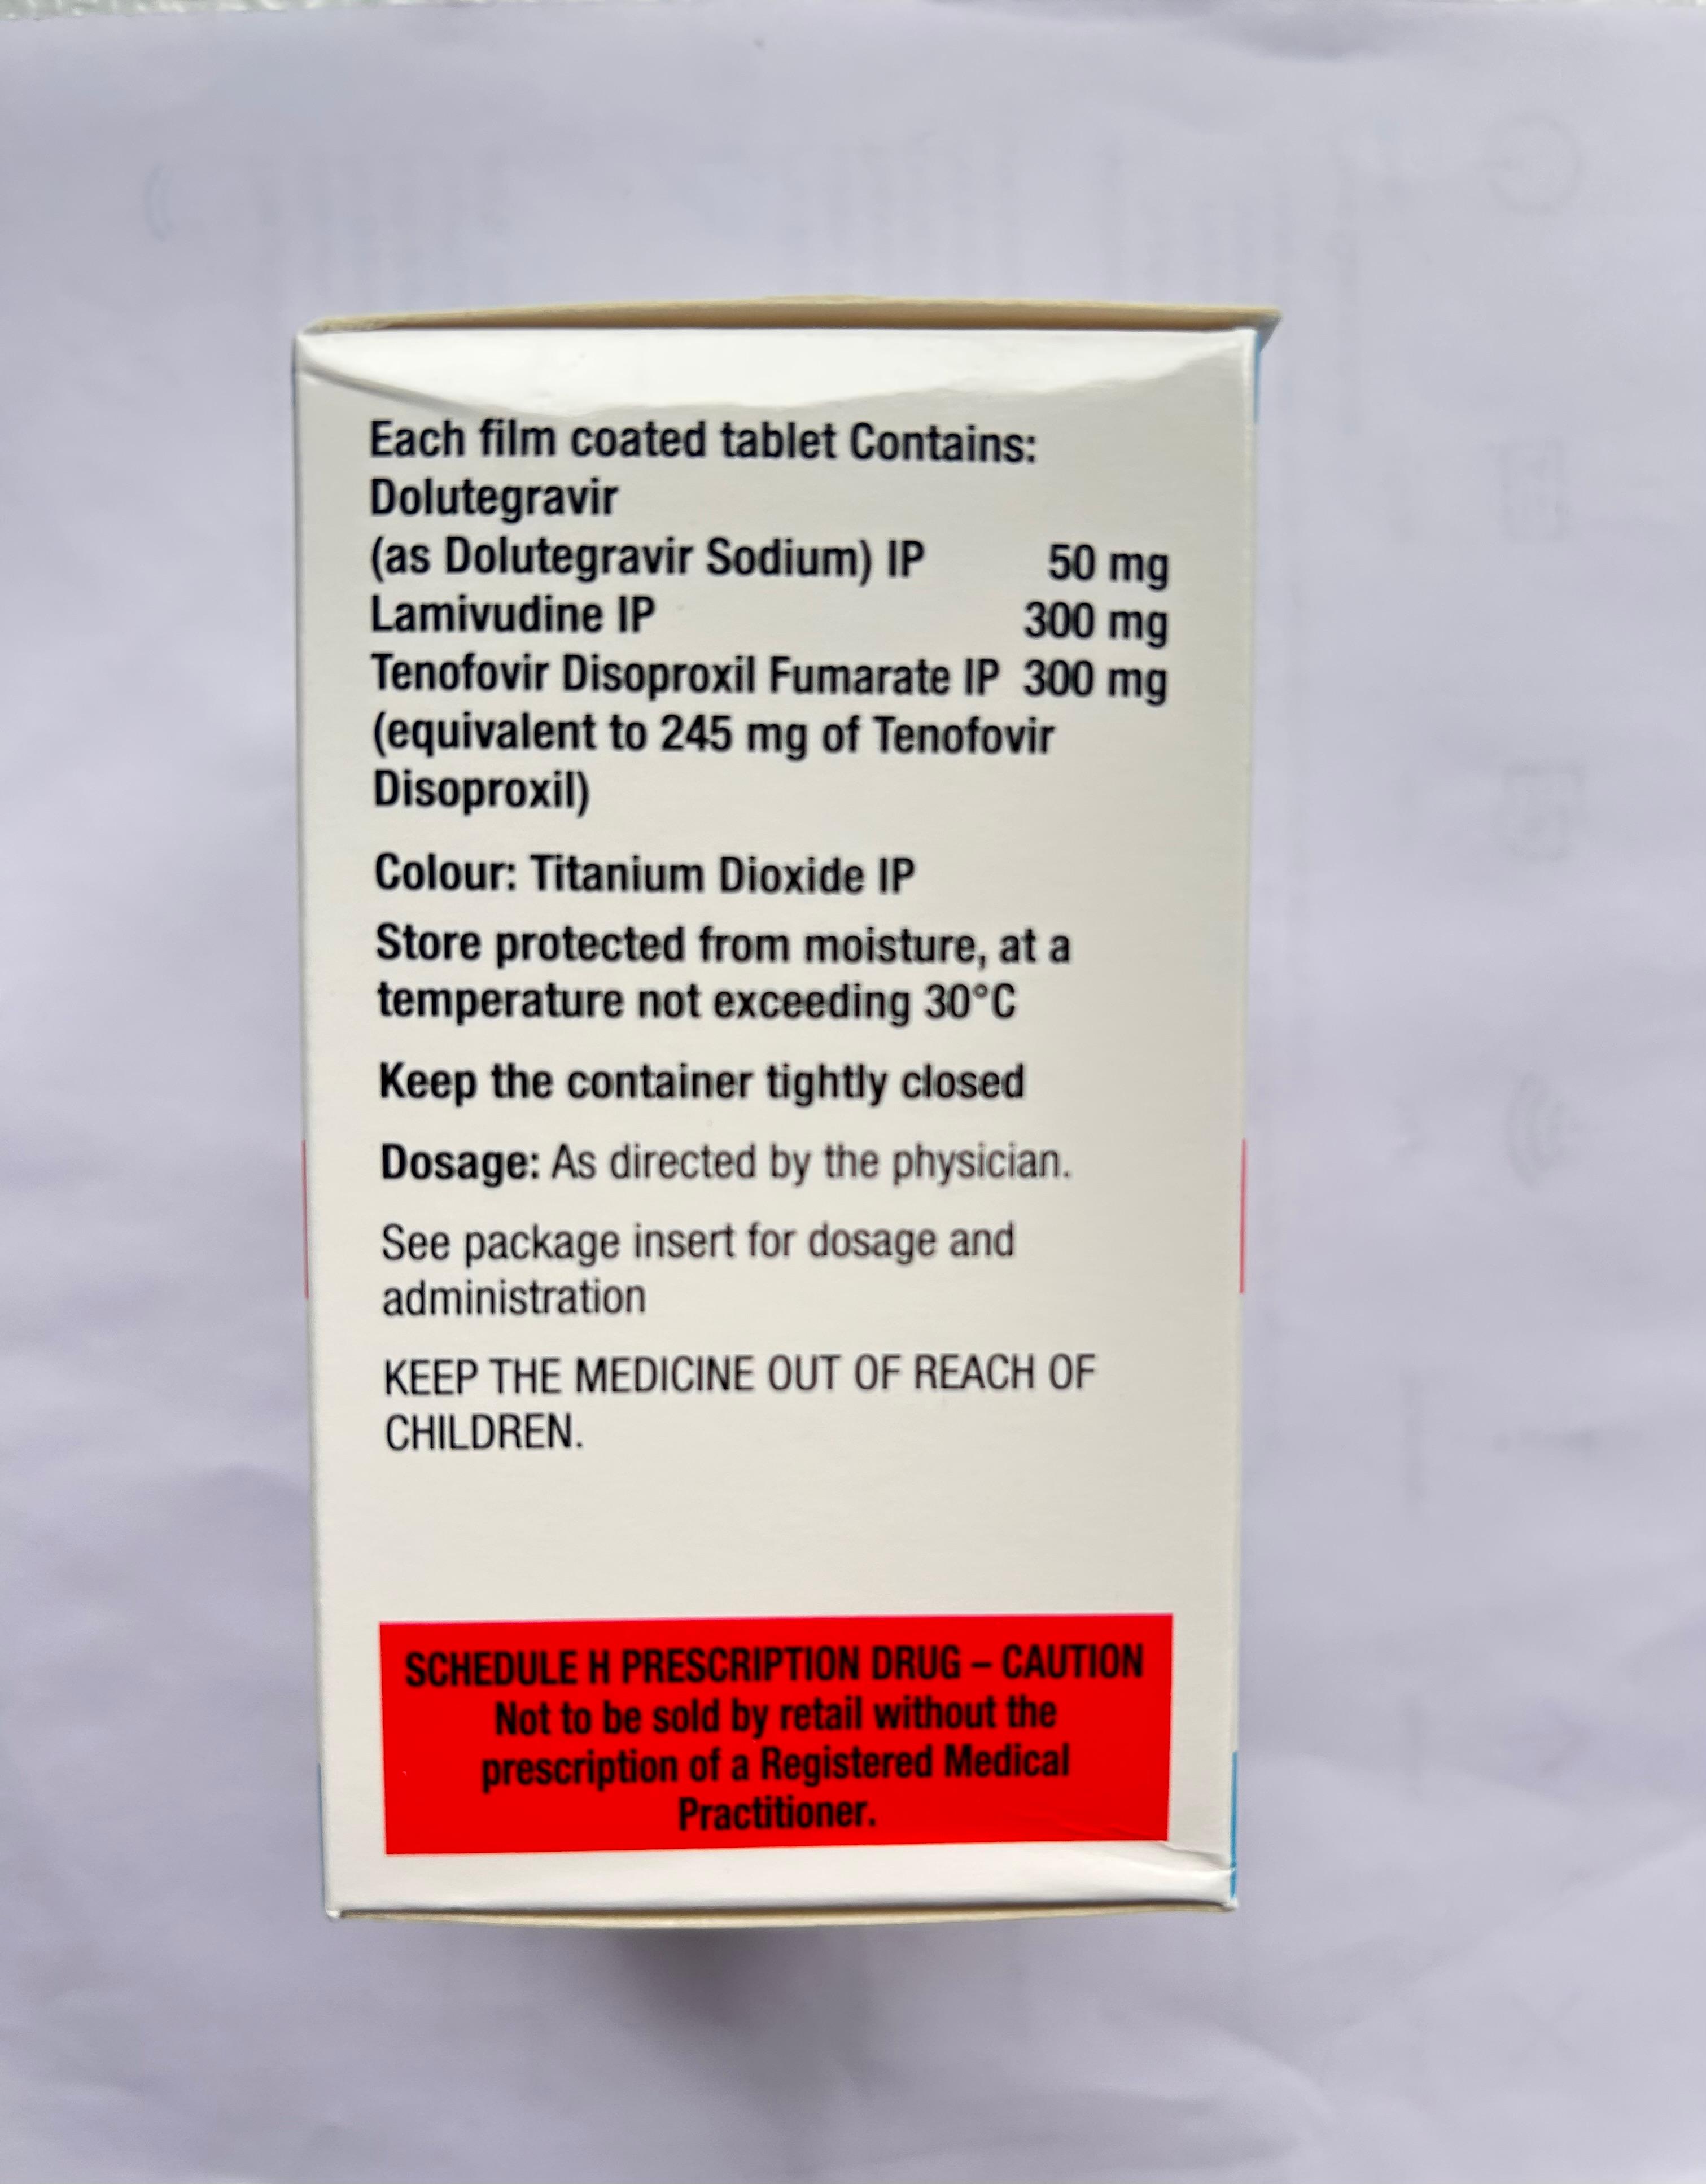 Each film coated tablet Contains:
Dolutegravir
(as Dolutegravir Sodium) IP 50 mg
Lamivudine IP 300 mg
Tenofovir Disoproxil Fumarate IP 300 mg
(equivalent to 245 mg of Tenofovir
Disoproxil)
Colour: Titanium Dioxide IP
Store protected from moisture, at a
temperature not exceeding 30°C
Keep the container tightly closed
Dosage: As directed by the physician.
See package insert for dosage and
administration
KEEP THE MEDICINE OUT OF REACH OF
CHILDREN.
SCHEDULE H PRESCRIPTION DRUG – CAUTION
Not to be sold by retail without the
prescription of a Registered Medical
Practitioner.